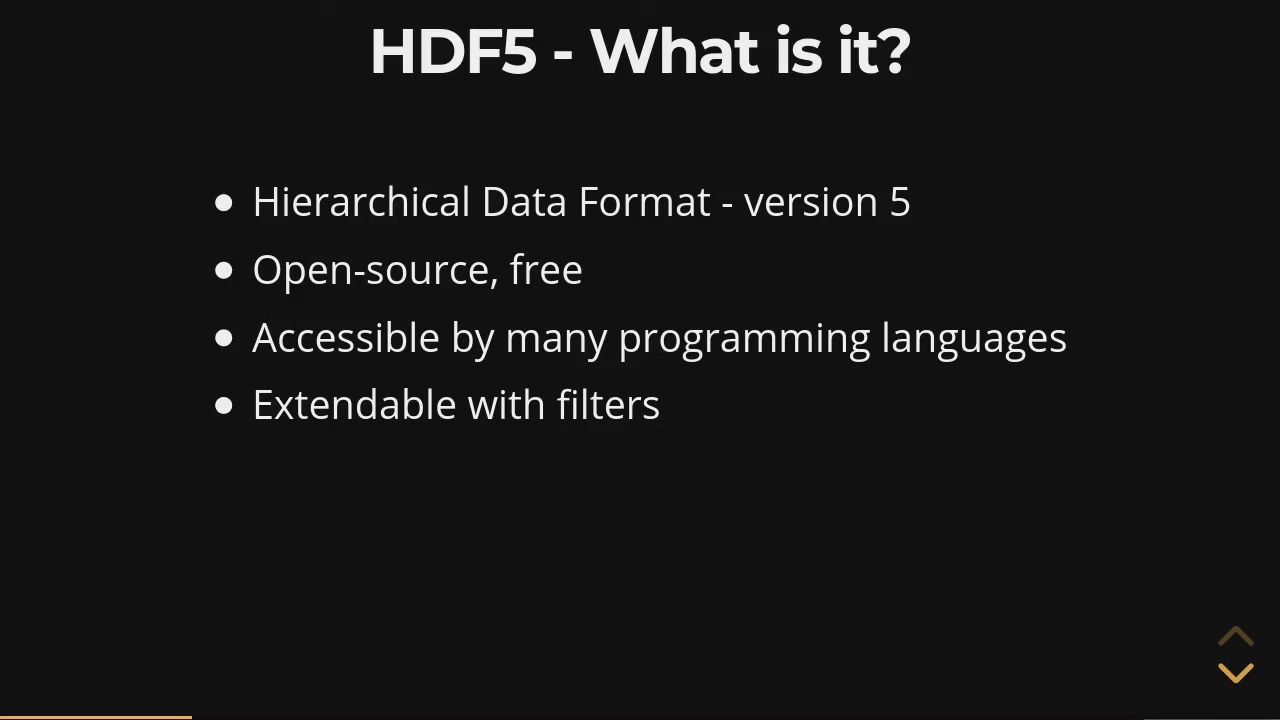 HDF5 - What is it?
Hierarchical Data Format - version 5
Open-source, free
Accessible by many programming languages
Extendable with filters